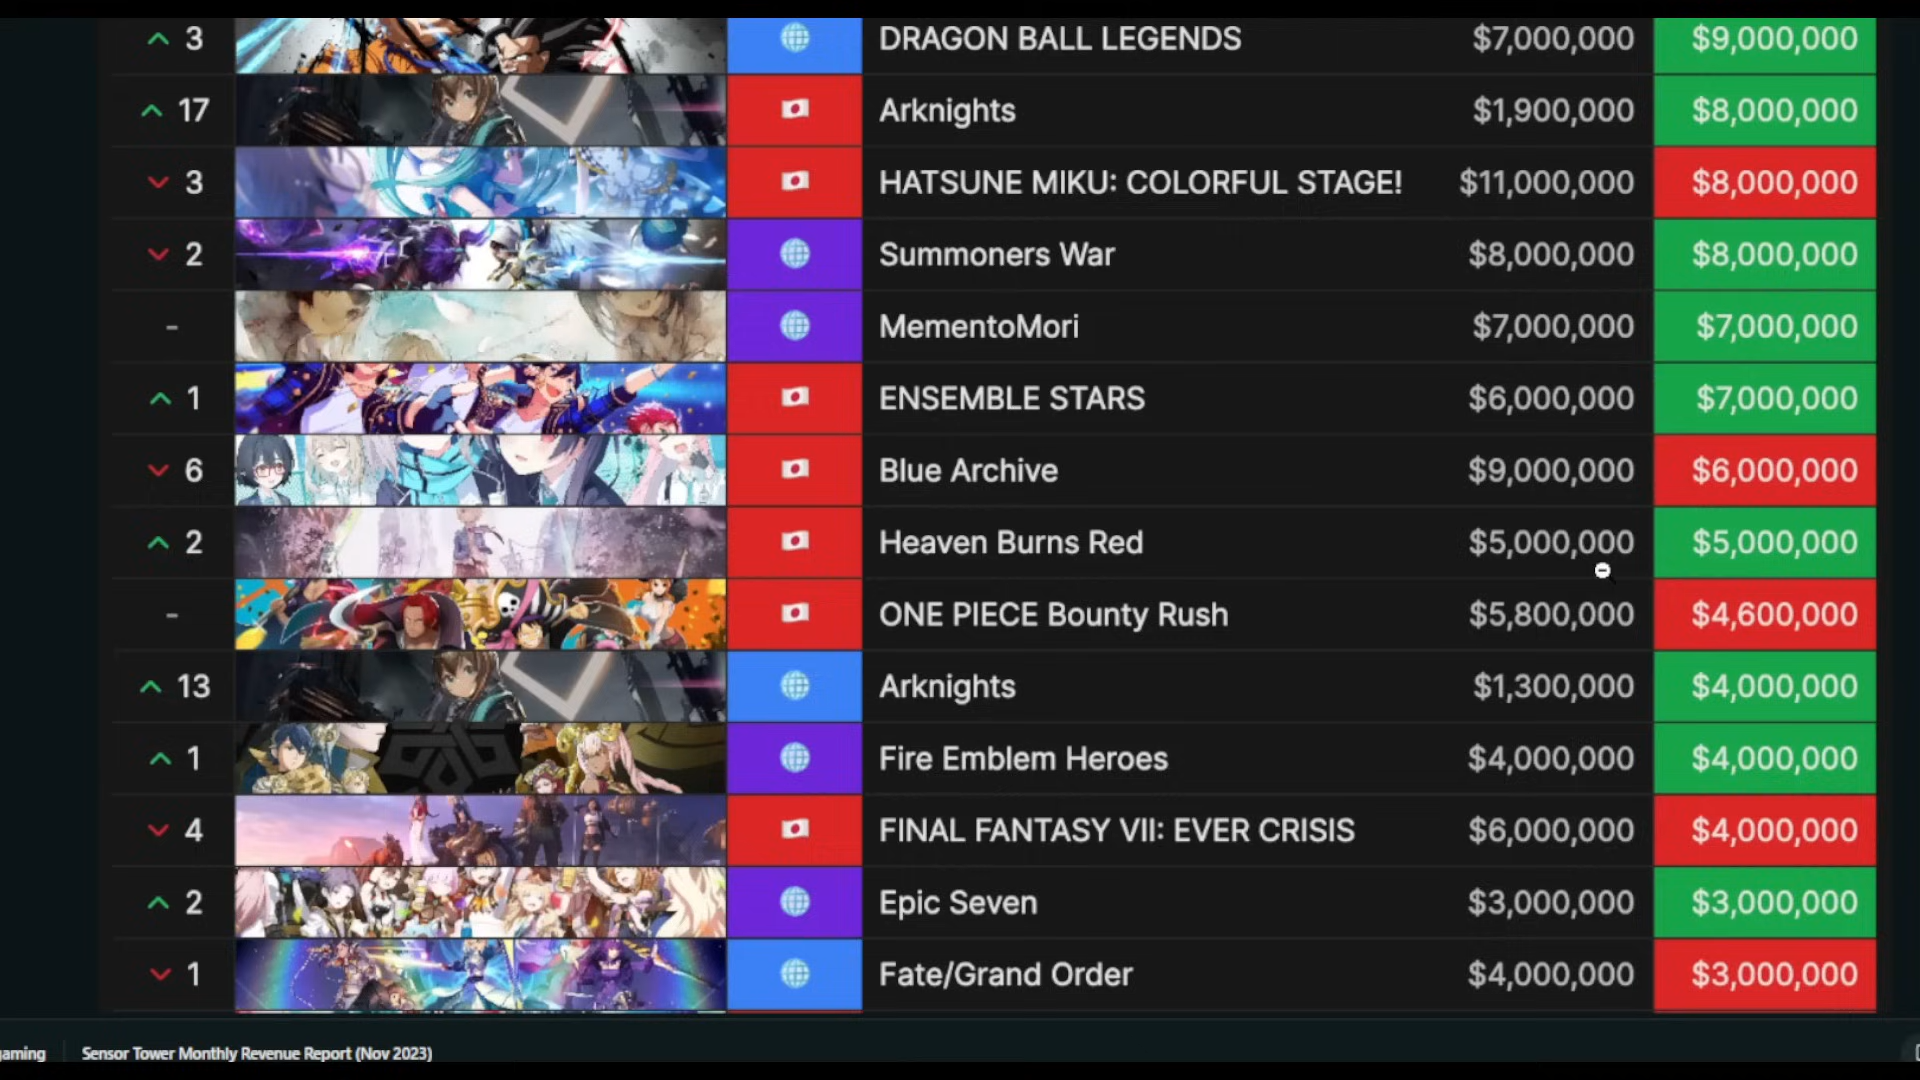 3 DRAGON BALL LEGENDS $7,000,000 $9,000,000
17 Arknights $1,900,000 $8,000,000
3 HATSUNE MIKU: COLORFUL STAGE! $11,000,000 $8,000,000
2 Summoners War $8,000,000 $8,000,000
- MementoMori $7,000,000 $7,000,000
1 ENSEMBLE STARS $6,000,000 $7,000,000
6 Blue Archive $9,000,000 $6,000,000
2 Heaven Burns Red $5,000,000 $5,000,000
- ONE PIECE Bounty Rush $5,800,000 $4,600,000
13 Arknights $1,300,000 $4,000,000
1 Fire Emblem Heroes $4,000,000 $4,000,000
4 FINAL FANTASY VII: EVER CRISIS $6,000,000 $4,000,000
2 Epic Seven $3,000,000 $3,000,000
1 Fate/Grand Order $4,000,000 $3,000,000
gaming Sensor Tower Monthly Revenue Report (Nov 2023)